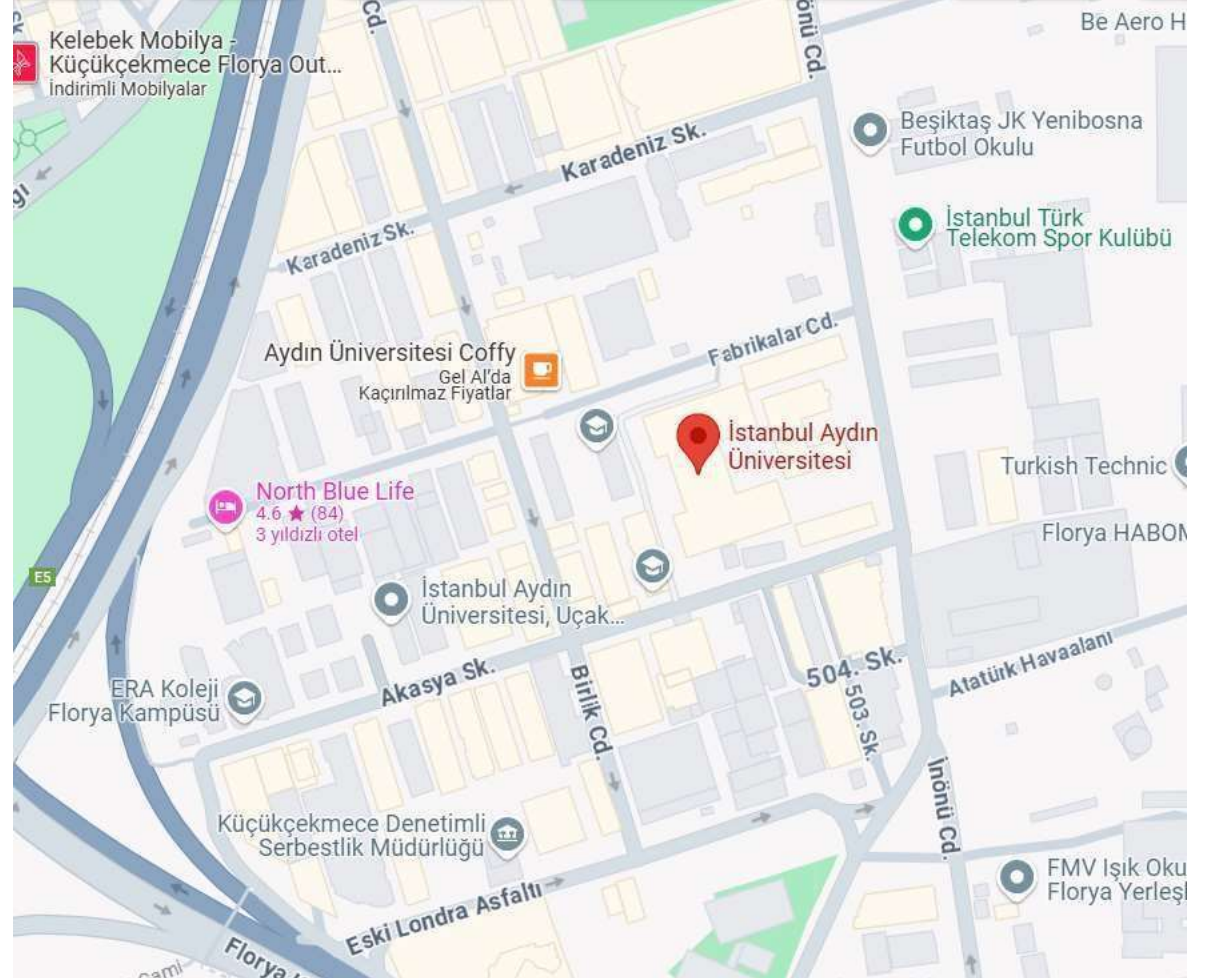 Kelebek Mobilya -
Küçükçekmece Florya Out...
İndirimli Mobilyalar
Cd.
İnönü Cd.
Be Aero H
Beşiktaş JK Yenibosna
Futbol Okulu
Karadeniz Sk.
İstanbul Türk
Telekom Spor Kulübü
Karadeniz Sk.
Fabrikalar Cd.
Aydın Üniversitesi Coffy
Gel Al'da
Kaçırılmaz Fiyatlar
İstanbul Aydın
Üniversitesi
Turkish Technic
North Blue Life
4.6 ★ (84)
3 yıldızlı otel
Florya HABOM
E5
İstanbul Aydın
Üniversitesi, Uçak...
Akasya Sk.
504. Sk.
Atatürk Havaalanı
ERA Koleji
Florya Kampüsü
Birlik Cd.
503. Sk.
İnönü Cd.
Küçükçekmece Denetimli
Serbestlik Müdürlüğü
FMV Işık Oku
Florya Yerleşk
Eski Londra Asfaltı
Florya